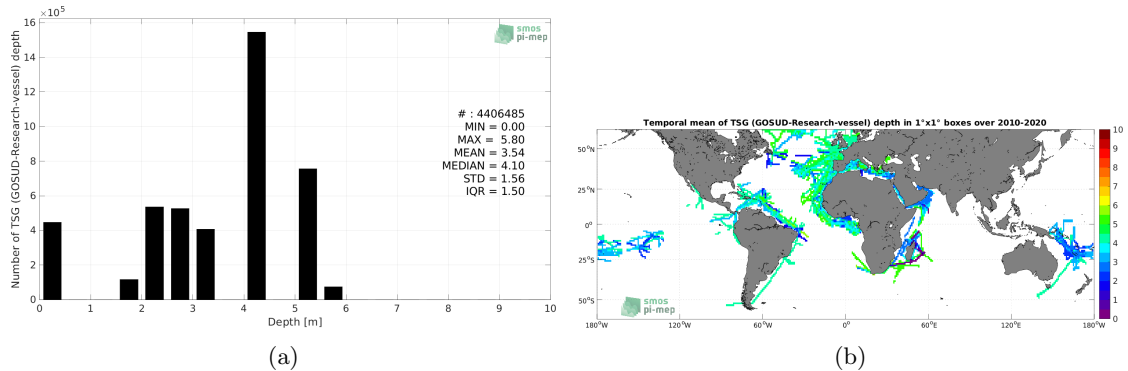 ×10⁵
16
14
12
10
8
6
4
2
0
Number of TSG (GOSUD-Research-vessel) depth
smos
pi-mep
# : 4406485
MIN = 0.00
MAX = 5.80
MEAN = 3.54
MEDIAN = 4.10
STD = 1.56
IQR = 1.50
0 1 2 3 4 5 6 7 8 9 10
Depth [m]
(a)
Temporal mean of TSG (GOSUD-Research-vessel) depth in 1°x1° boxes over 2010-2020
50°N
25°N
0°
25°S
50°S
smos
pi-mep
180°W 120°W 60°W 0° 60°E 120°E 180°W
10
9
8
7
6
5
4
3
2
1
0
(b)